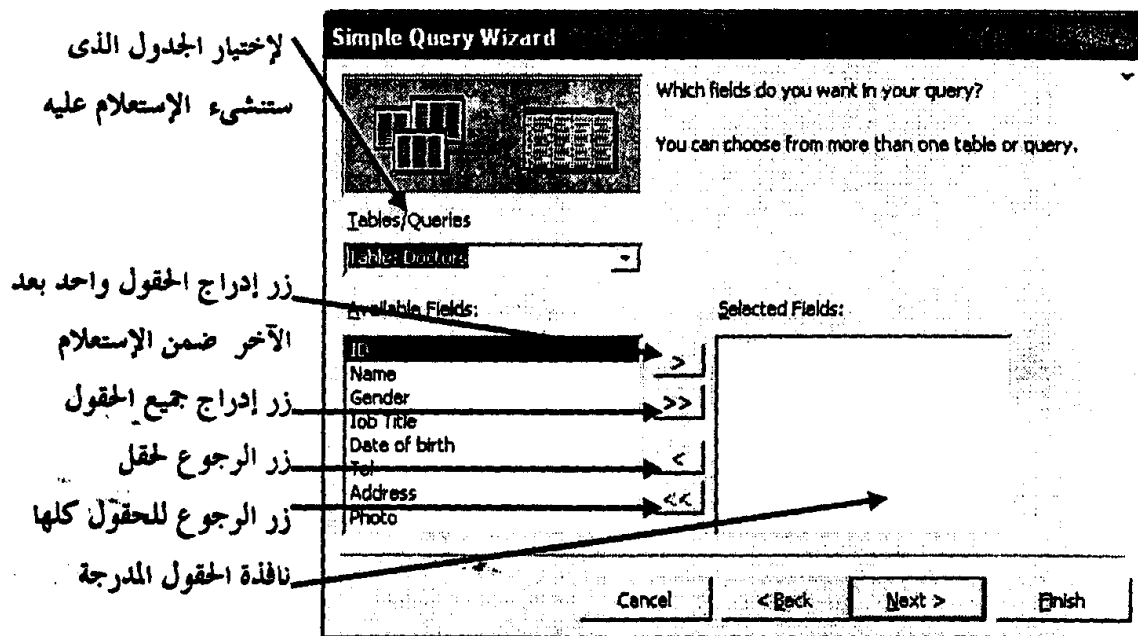 Simple Query Wizard
لإختيار الجدول الذى
ستنشىء الإستعلام عليه
Which fields do you want in your query?
You can choose from more than one table or query.
Tables/Queries
Table: Doctors
زر إدراج الحقول واحد بعد
الآخر ضمن الإستعلام
زر إدراج جميع الحقول
زر الرجوع لحقل
زر الرجوع للحقول كلها
نافذة الحقول المدرجة
Available Fields:
Selected Fields:
ID
Name
Gender
Job Title
Date of birth
Tel
Address
Photo
>
>>
<
<<
Cancel
< Back
Next >
Finish